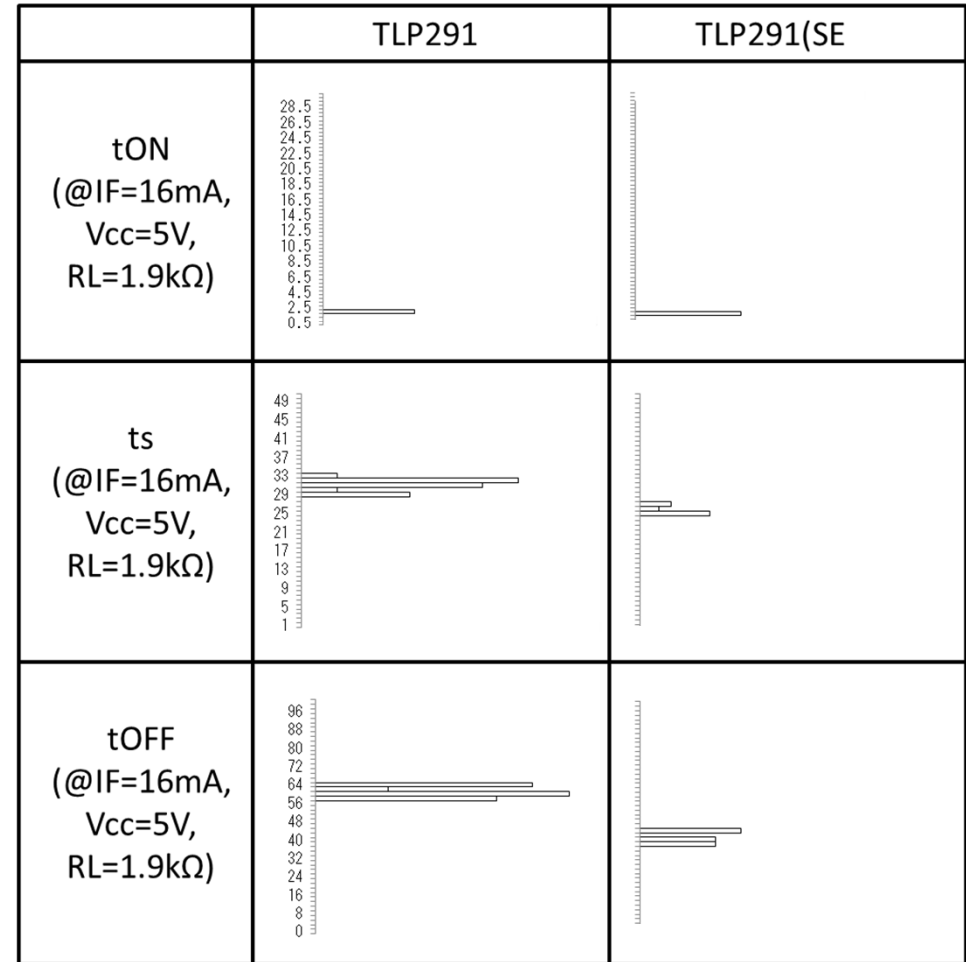 TLP291
TLP291(SE
tON
(@IF=16mA,
Vcc=5V,
RL=1.9kΩ)
28.5
26.5
24.5
22.5
20.5
18.5
16.5
14.5
12.5
10.5
8.5
6.5
4.5
2.5
0.5
ts
(@IF=16mA,
Vcc=5V,
RL=1.9kΩ)
49
45
41
37
33
29
25
21
17
13
9
5
1
tOFF
(@IF=16mA,
Vcc=5V,
RL=1.9kΩ)
96
88
80
72
64
56
48
40
32
24
16
8
0